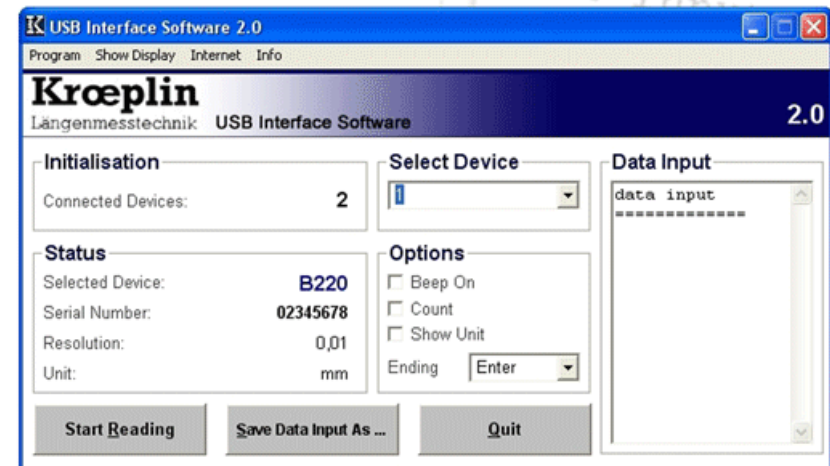 USB Interface Software 2.0
Program Show Display Internet Info
Krœplin
Längenmesstechnik USB Interface Software
2.0
Initialisation
Connected Devices: 2
Select Device
1
Data Input
data input
=============
Status
Selected Device: B220
Serial Number: 02345678
Resolution: 0,01
Unit: mm
Options
Beep On
Count
Show Unit
Ending Enter
Start Reading
Save Data Input As ...
Quit